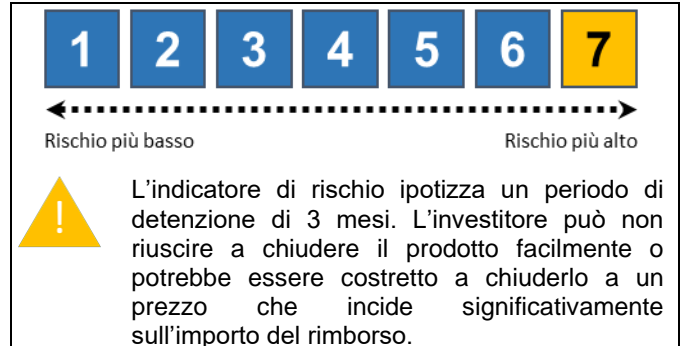 1 2 3 4 5 6 7
Rischio più basso Rischio più alto
! L'indicatore di rischio ipotizza un periodo di
detenzione di 3 mesi. L'investitore può non
riuscire a chiudere il prodotto facilmente o
potrebbe essere costretto a chiuderlo a un
prezzo che incide significativamente
sull'importo del rimborso.